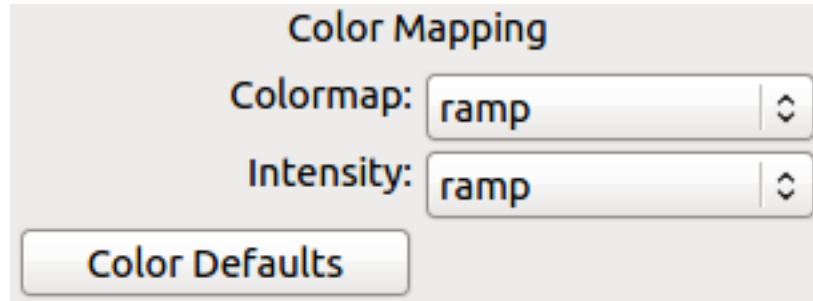 Color Mapping
Colormap: ramp
Intensity: ramp
Color Defaults